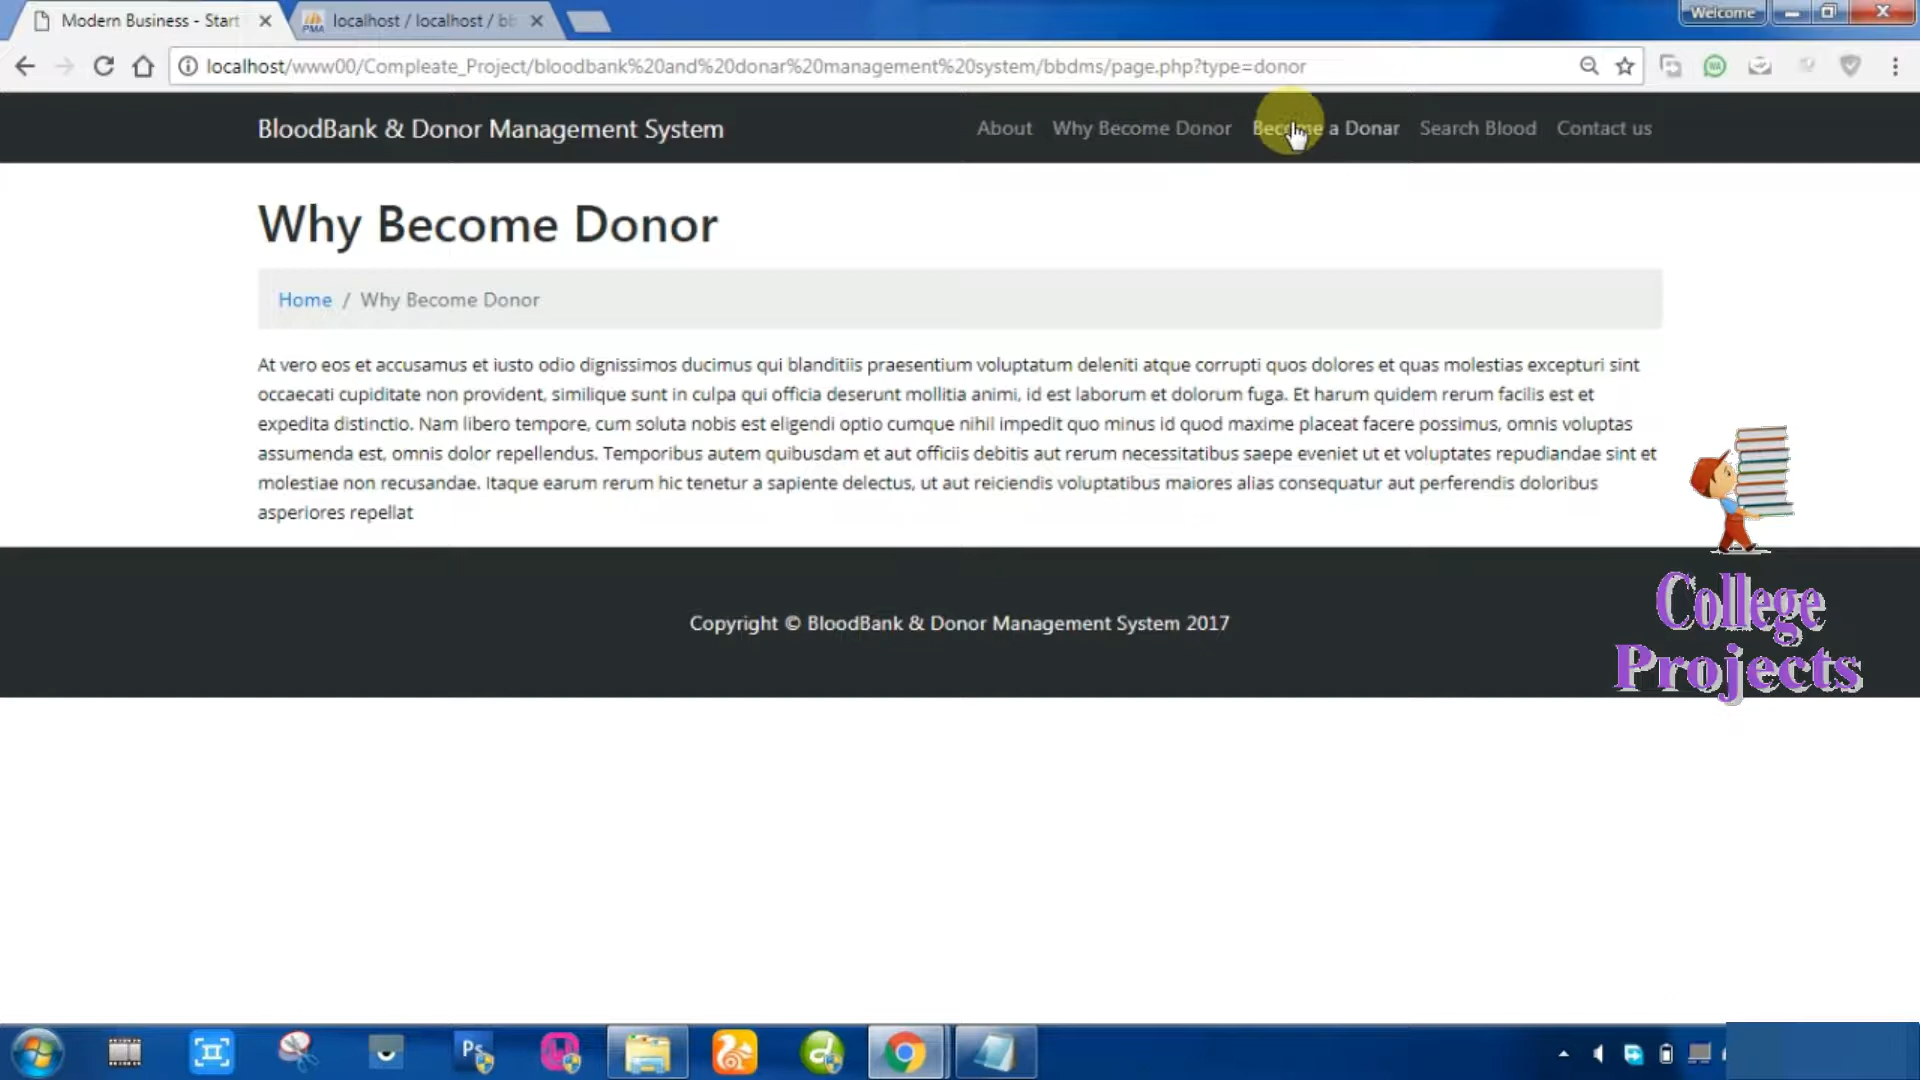 Modern Business - Start
localhost / localhost / bb
Welcome
localhost/www00/Compleate_Project/bloodbank%20and%20donar%20management%20system/bbdms/page.php?type=donor
BloodBank & Donor Management System
About
Why Become Donor
Become a Donar
Search Blood
Contact us
Why Become Donor
Home / Why Become Donor
At vero eos et accusamus et iusto odio dignissimos ducimus qui blanditiis praesentium voluptatum deleniti atque corrupti quos dolores et quas molestias excepturi sint
occaecati cupiditate non provident, similique sunt in culpa qui officia deserunt mollitia animi, id est laborum et dolorum fuga. Et harum quidem rerum facilis est et
expedita distinctio. Nam libero tempore, cum soluta nobis est eligendi optio cumque nihil impedit quo minus id quod maxime placeat facere possimus, omnis voluptas
assumenda est, omnis dolor repellendus. Temporibus autem quibusdam et aut officiis debitis aut rerum necessitatibus saepe eveniet ut et voluptates repudiandae sint et
molestiae non recusandae. Itaque earum rerum hic tenetur a sapiente delectus, ut aut reiciendis voluptatibus maiores alias consequatur aut perferendis doloribus
asperiores repellat
College
Projects
Copyright © BloodBank & Donor Management System 2017
PMA
Ps